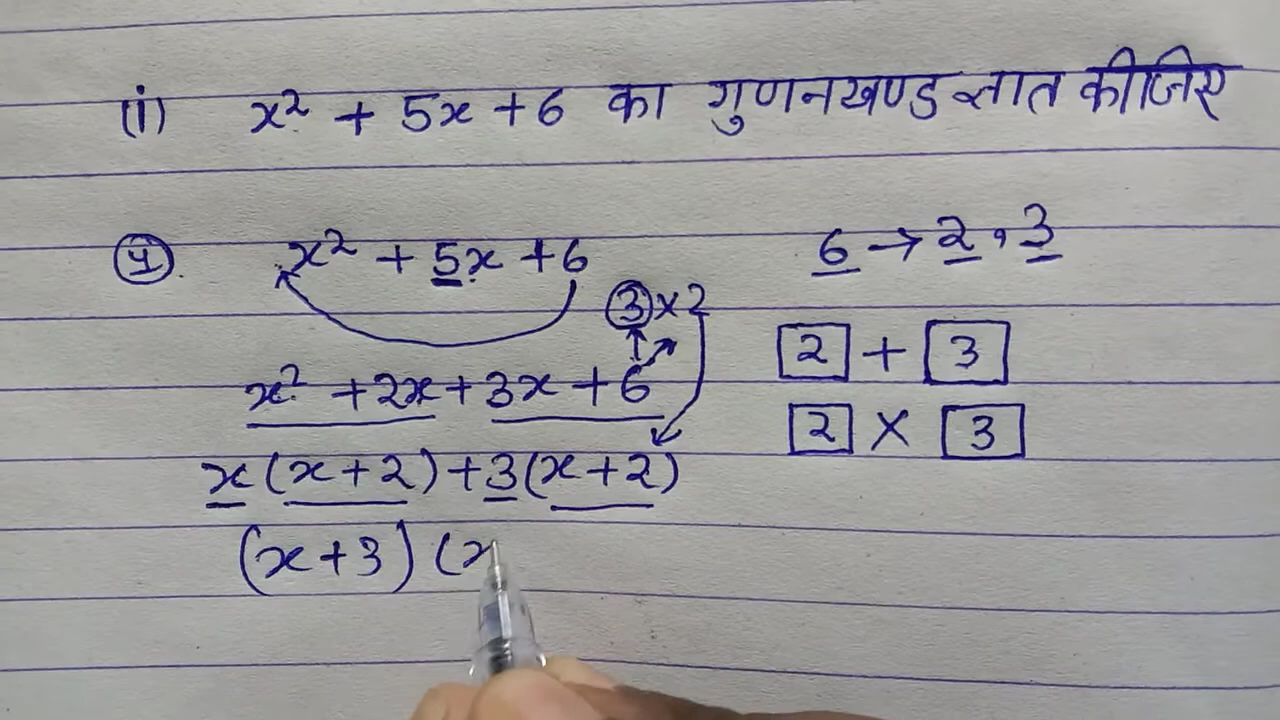 (i) x² + 5x + 6 का गुणनखण्ड ज्ञात कीजिए
x² + 5x + 6
6 → 2, 3
3 × 2
2 + 3
x² + 2x + 3x + 6
2 × 3
x(x+2) + 3(x+2)
(x+3) (x